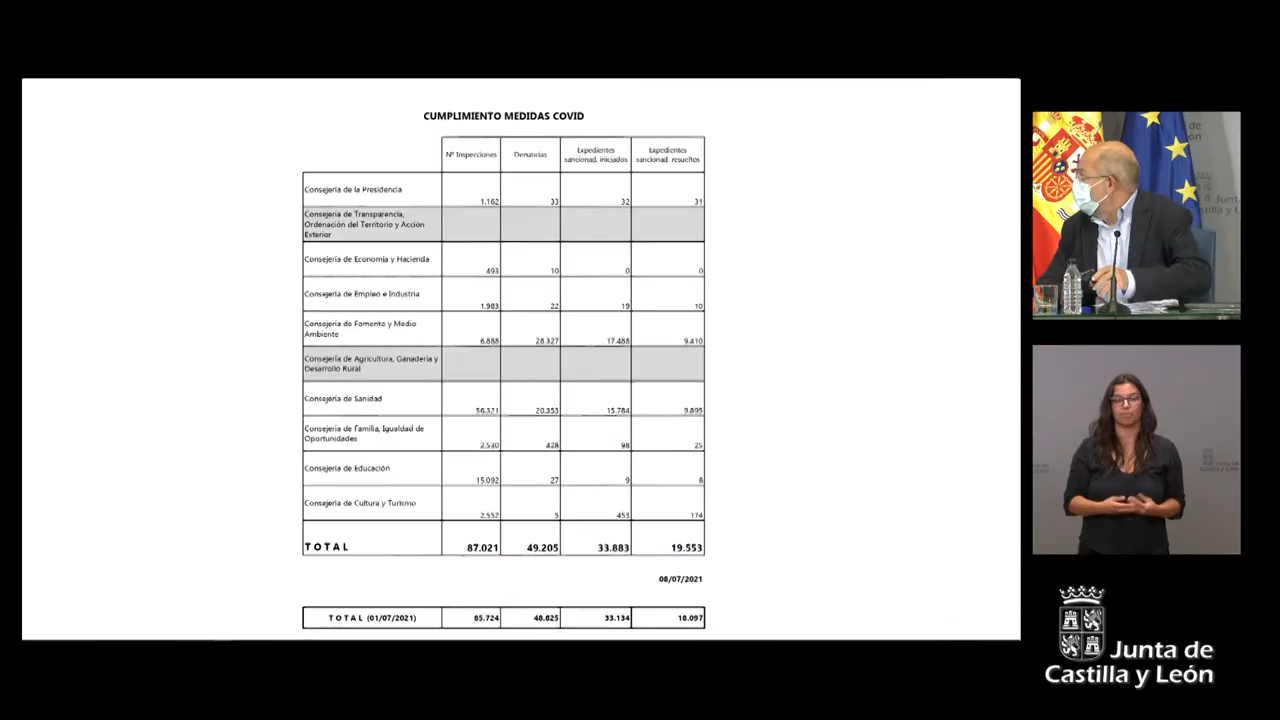 CUMPLIMIENTO MEDIDAS COVID
Nº Inspecciones Denuncias Expedientes sancionad. iniciados Expedientes sancionad. resueltos
Consejería de la Presidencia 1.162 33 32 31
Consejería de Transparencia,
Ordenación del Territorio y Acción
Exterior
Consejería de Economía y Hacienda 493 10 0 0
Consejería de Empleo e Industria 1.983 22 19 10
Consejería de Fomento y Medio
Ambiente 6.888 28.327 17.488 9.410
Consejería de Agricultura, Ganadería y
Desarrollo Rural
Consejería de Sanidad 56.321 20.353 15.784 9.895
Consejería de Familia, Igualdad de
Oportunidades 2.530 428 98 25
Consejería de Educación 15.092 27 9 8
Consejería de Cultura y Turismo 2.552 5 453 174
TOTAL 87.021 49.205 33.883 19.553
08/07/2021
TOTAL (01/07/2021) 85.724 48.825 33.134 18.097
Junta de
Castilla y León